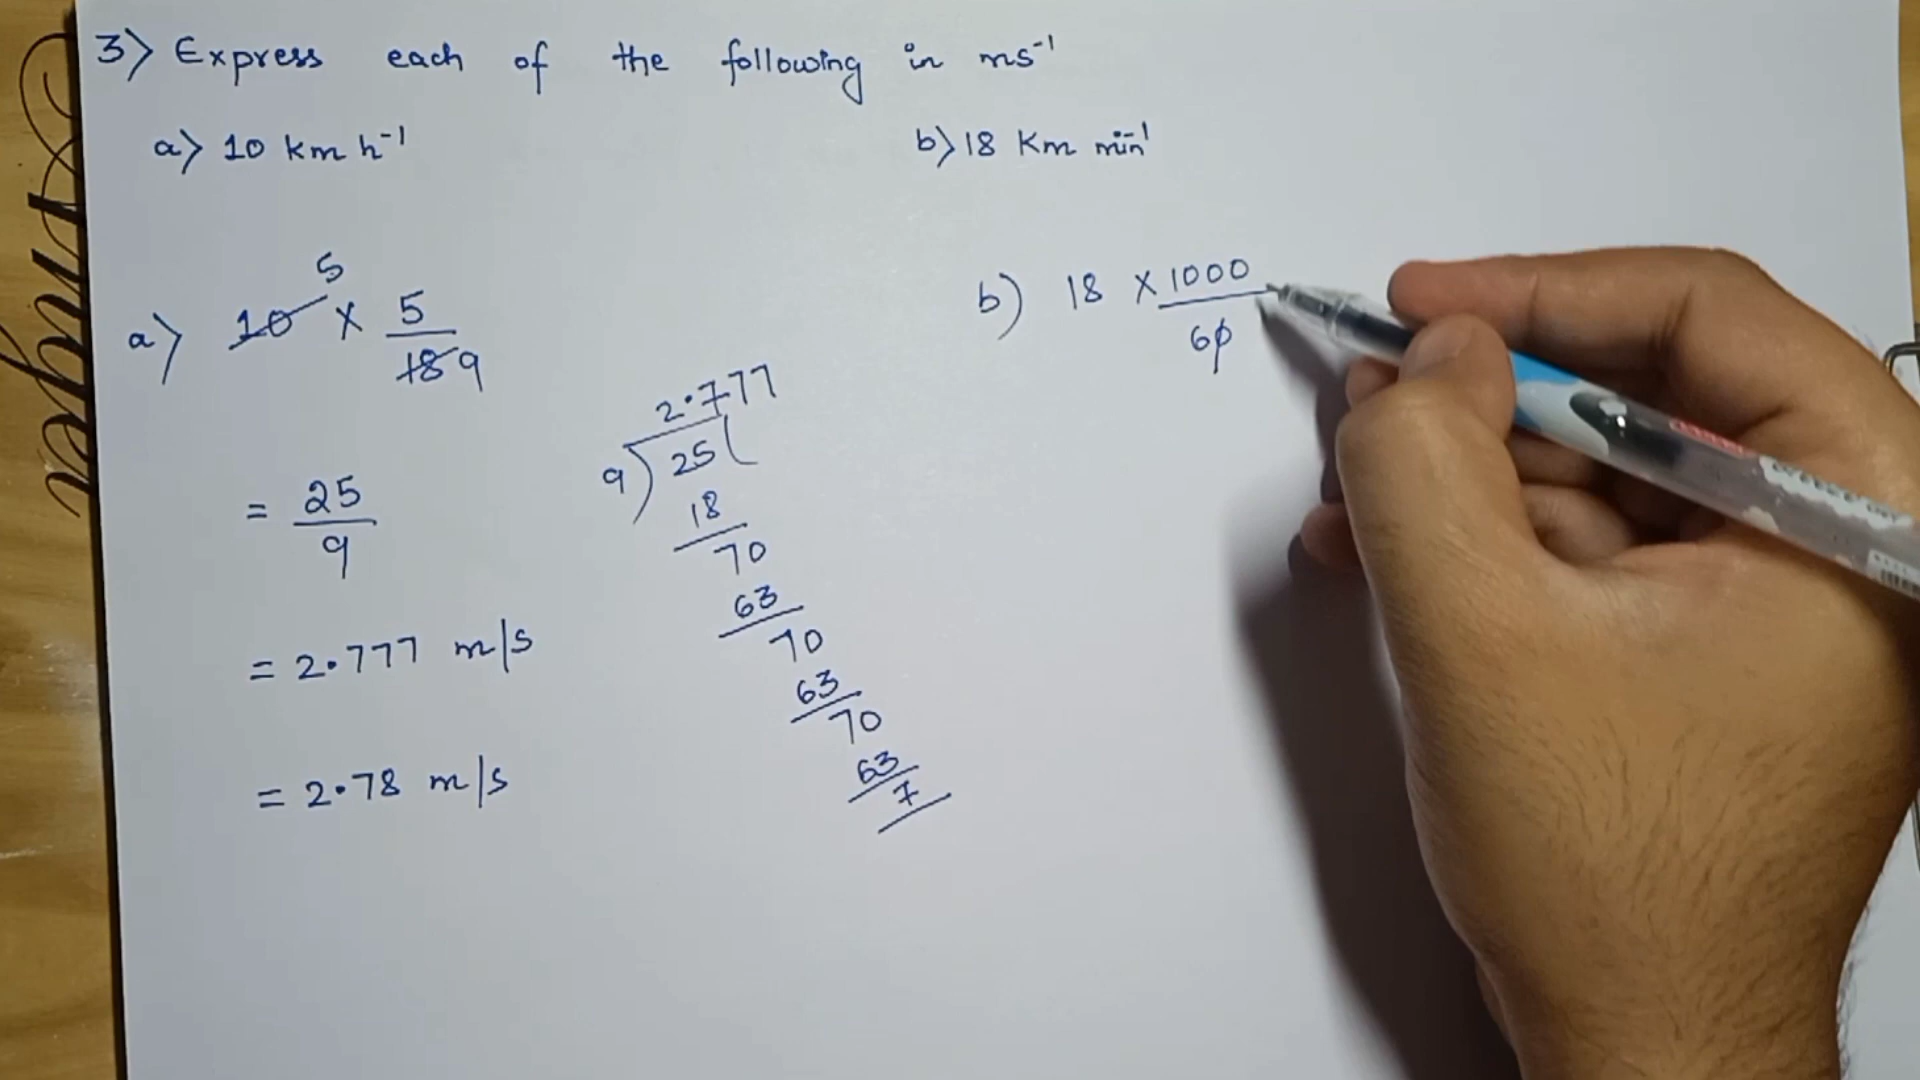 3) Express each of the following in ms⁻¹
a) 10 km h⁻¹
b) 18 Km min⁻¹
a) 10 5 × 5/18 9
= 25/9
= 2.777 m/s
= 2.78 m/s
2.777
9) 25 (
18
70
63
70
63
70
63
7
b) 18 × 1000/60